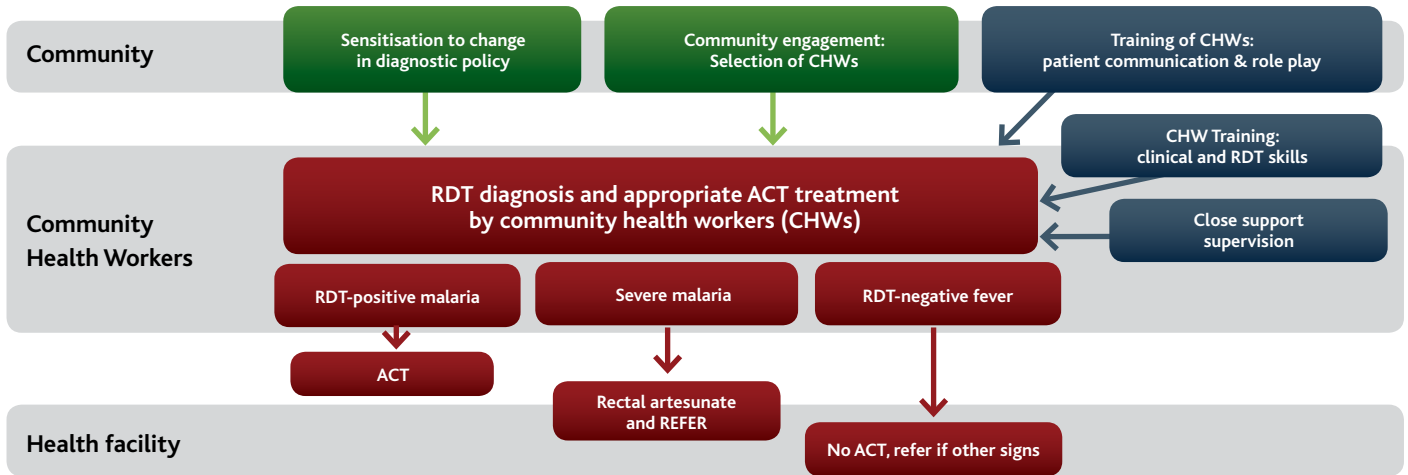 Community
Sensitisation to change
in diagnostic policy
Community engagement:
Selection of CHWs
Training of CHWs:
patient communication & role play
CHW Training:
clinical and RDT skills
Community
Health Workers
RDT diagnosis and appropriate ACT treatment
by community health workers (CHWs)
Close support
supervision
RDT-positive malaria
Severe malaria
RDT-negative fever
ACT
Rectal artesunate
and REFER
Health facility
No ACT, refer if other signs